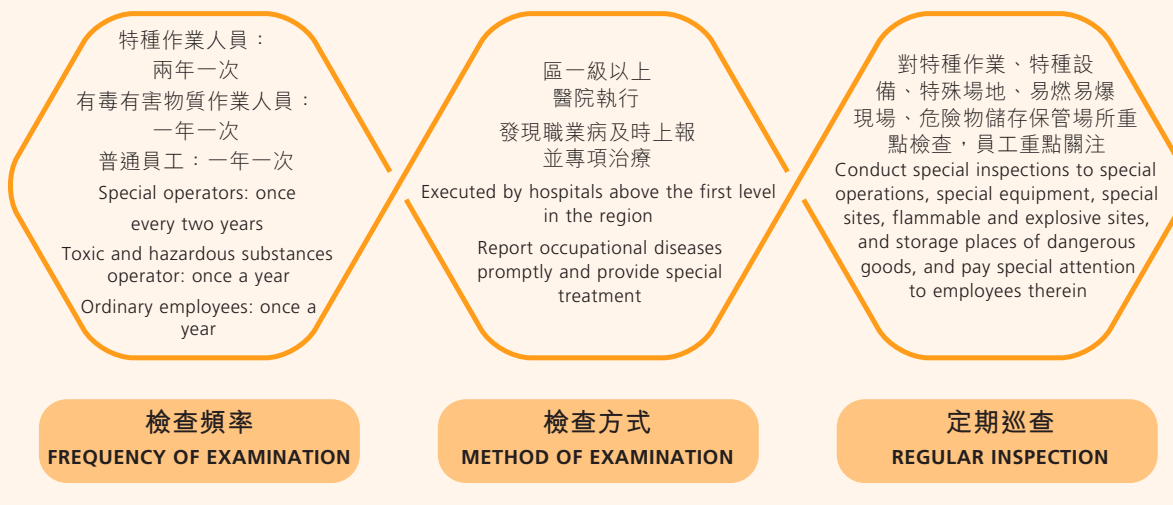 特種作業人員：
兩年一次
有毒有害物質作業人員：
一年一次
普通員工：一年一次
Special operators: once
every two years
Toxic and hazardous substances
operator: once a year
Ordinary employees: once a
year
檢查頻率
FREQUENCY OF EXAMINATION
區一級以上
醫院執行
發現職業病及時上報
並專項治療
Executed by hospitals above the first level
in the region
Report occupational diseases
promptly and provide special
treatment
檢查方式
METHOD OF EXAMINATION
對特種作業、特種設
備、特殊場地、易燃易爆
現場、危險物儲存保管場所重
點檢查，員工重點關注
Conduct special inspections to special
operations, special equipment, special
sites, flammable and explosive sites,
and storage places of dangerous
goods, and pay special attention
to employees therein
定期巡查
REGULAR INSPECTION